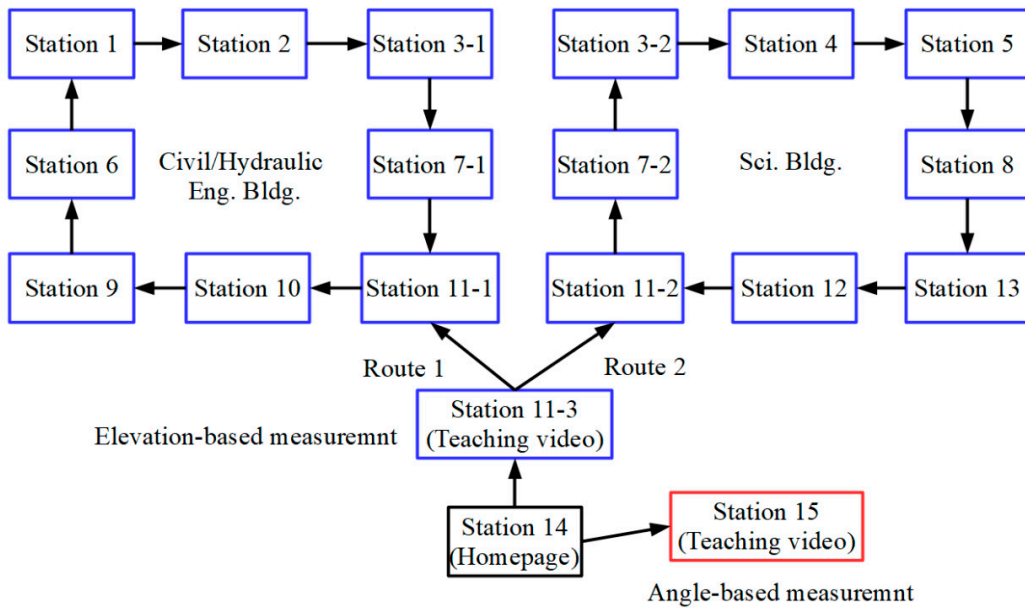 Station 1
Station 2
Station 3-1
Station 3-2
Station 4
Station 5
Station 6
Civil/Hydraulic
Eng. Bldg.
Station 7-1
Station 7-2
Sci. Bldg.
Station 8
Station 9
Station 10
Station 11-1
Station 11-2
Station 12
Station 13
Route 1
Route 2
Elevation-based measuremnt
Station 11-3
(Teaching video)
Station 14
(Homepage)
Station 15
(Teaching video)
Angle-based measuremnt